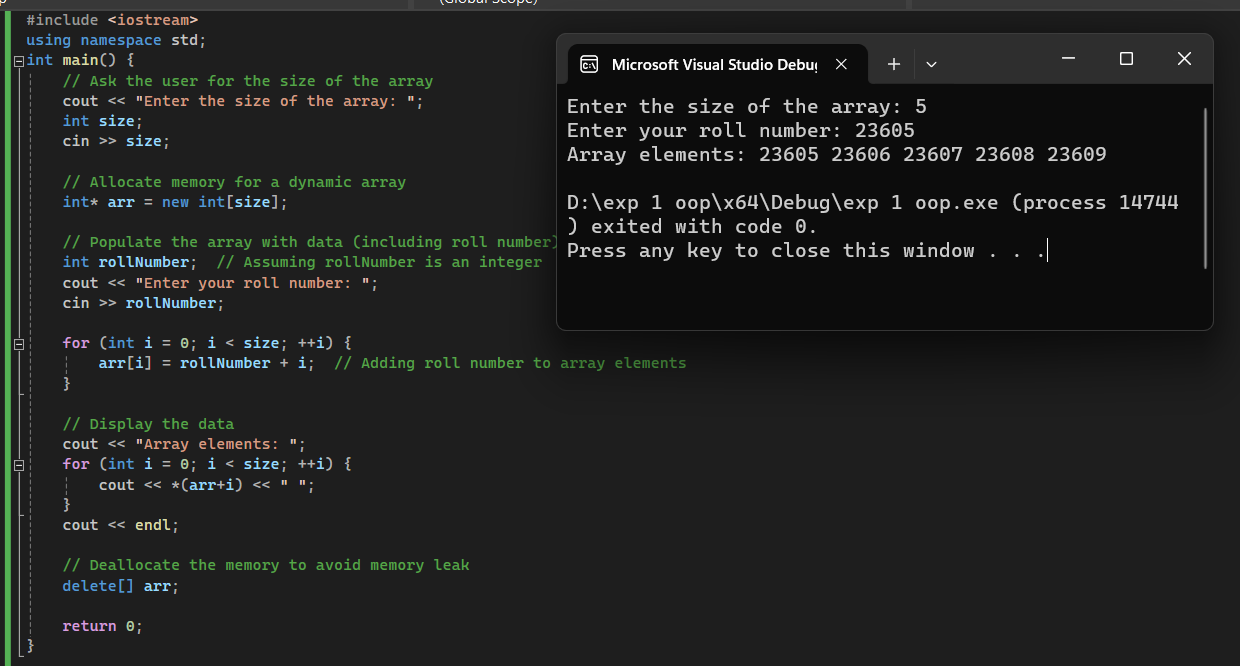 (Global Scope)
#include <iostream>
using namespace std;
int main() {
// Ask the user for the size of the array
cout << "Enter the size of the array: ";
int size;
cin >> size;
// Allocate memory for a dynamic array
int* arr = new int[size];
// Populate the array with data (including roll number)
int rollNumber;  // Assuming rollNumber is an integer
cout << "Enter your roll number: ";
cin >> rollNumber;
for (int i = 0; i < size; ++i) {
arr[i] = rollNumber + i;  // Adding roll number to array elements
}
// Display the data
cout << "Array elements: ";
for (int i = 0; i < size; ++i) {
cout << *(arr+i) << " ";
}
cout << endl;
// Deallocate the memory to avoid memory leak
delete[] arr;
return 0;
}
Microsoft Visual Studio Debu
Enter the size of the array: 5
Enter your roll number: 23605
Array elements: 23605 23606 23607 23608 23609
D:\exp 1 oop\x64\Debug\exp 1 oop.exe (process 14744
) exited with code 0.
Press any key to close this window . . .